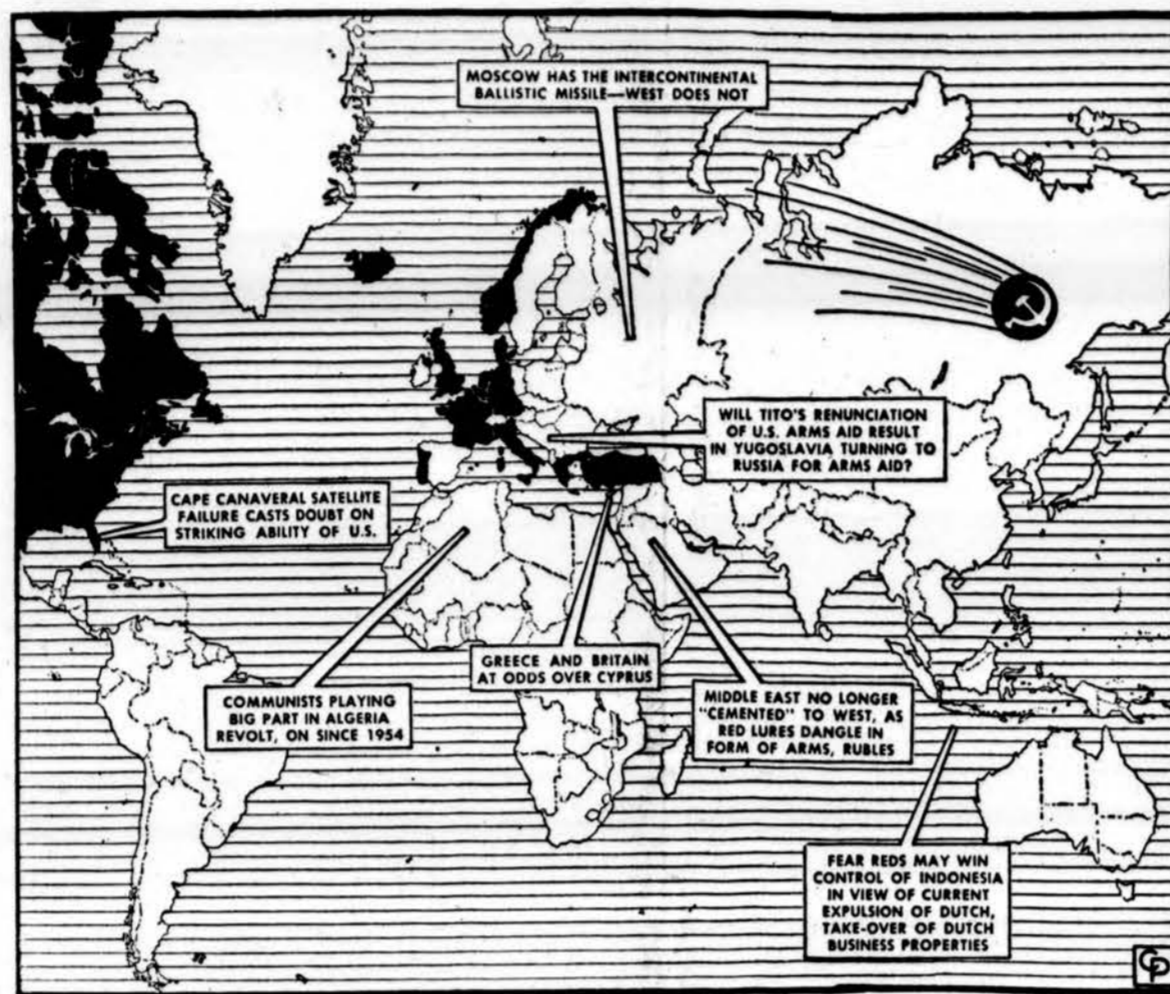 MOSCOW HAS THE INTERCONTINENTAL
BALLISTIC MISSILE—WEST DOES NOT
WILL TITO'S RENUNCIATION
OF U.S. ARMS AID RESULT
IN YUGOSLAVIA TURNING TO
RUSSIA FOR ARMS AID?
CAPE CANAVERAL SATELLITE
FAILURE CASTS DOUBT ON
STRIKING ABILITY OF U.S.
GREECE AND BRITAIN
AT ODDS OVER CYPRUS
COMMUNISTS PLAYING
BIG PART IN ALGERIA
REVOLT, ON SINCE 1954
MIDDLE EAST NO LONGER
"CEMENTED" TO WEST, AS
RED LURES DANGLE IN
FORM OF ARMS, RUBLES
FEAR REDS MAY WIN
CONTROL OF INDONESIA
IN VIEW OF CURRENT
EXPULSION OF DUTCH,
TAKE-OVER OF DUTCH
BUSINESS PROPERTIES
CP